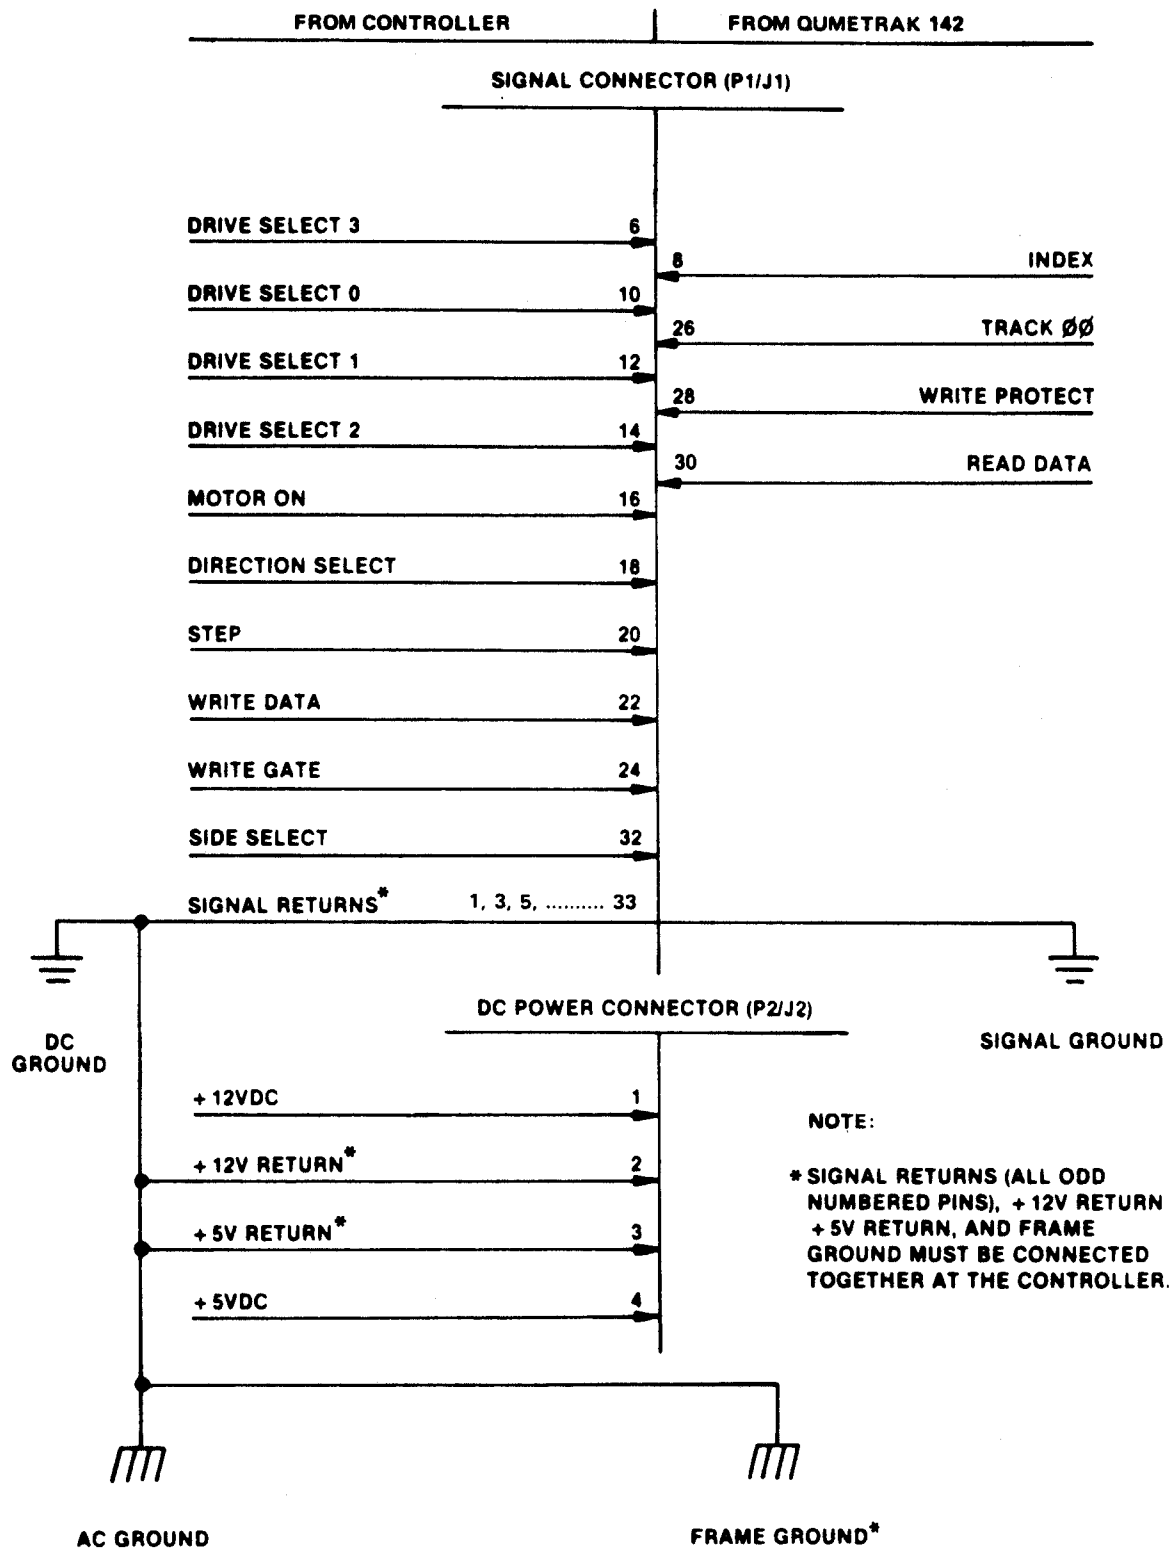 FROM CONTROLLER
FROM QUMETRAK 142
SIGNAL CONNECTOR (P1/J1)
DRIVE SELECT 3 6
8 INDEX
DRIVE SELECT 0 10
26 TRACK ØØ
DRIVE SELECT 1 12
28 WRITE PROTECT
DRIVE SELECT 2 14
30 READ DATA
MOTOR ON 16
DIRECTION SELECT 18
STEP 20
WRITE DATA 22
WRITE GATE 24
SIDE SELECT 32
SIGNAL RETURNS* 1, 3, 5, .......... 33
DC
GROUND
SIGNAL GROUND
DC POWER CONNECTOR (P2/J2)
+ 12VDC 1
+ 12V RETURN* 2
+ 5V RETURN* 3
+ 5VDC 4
NOTE:
* SIGNAL RETURNS (ALL ODD
NUMBERED PINS), + 12V RETURN
+ 5V RETURN, AND FRAME
GROUND MUST BE CONNECTED
TOGETHER AT THE CONTROLLER.
AC GROUND
FRAME GROUND*